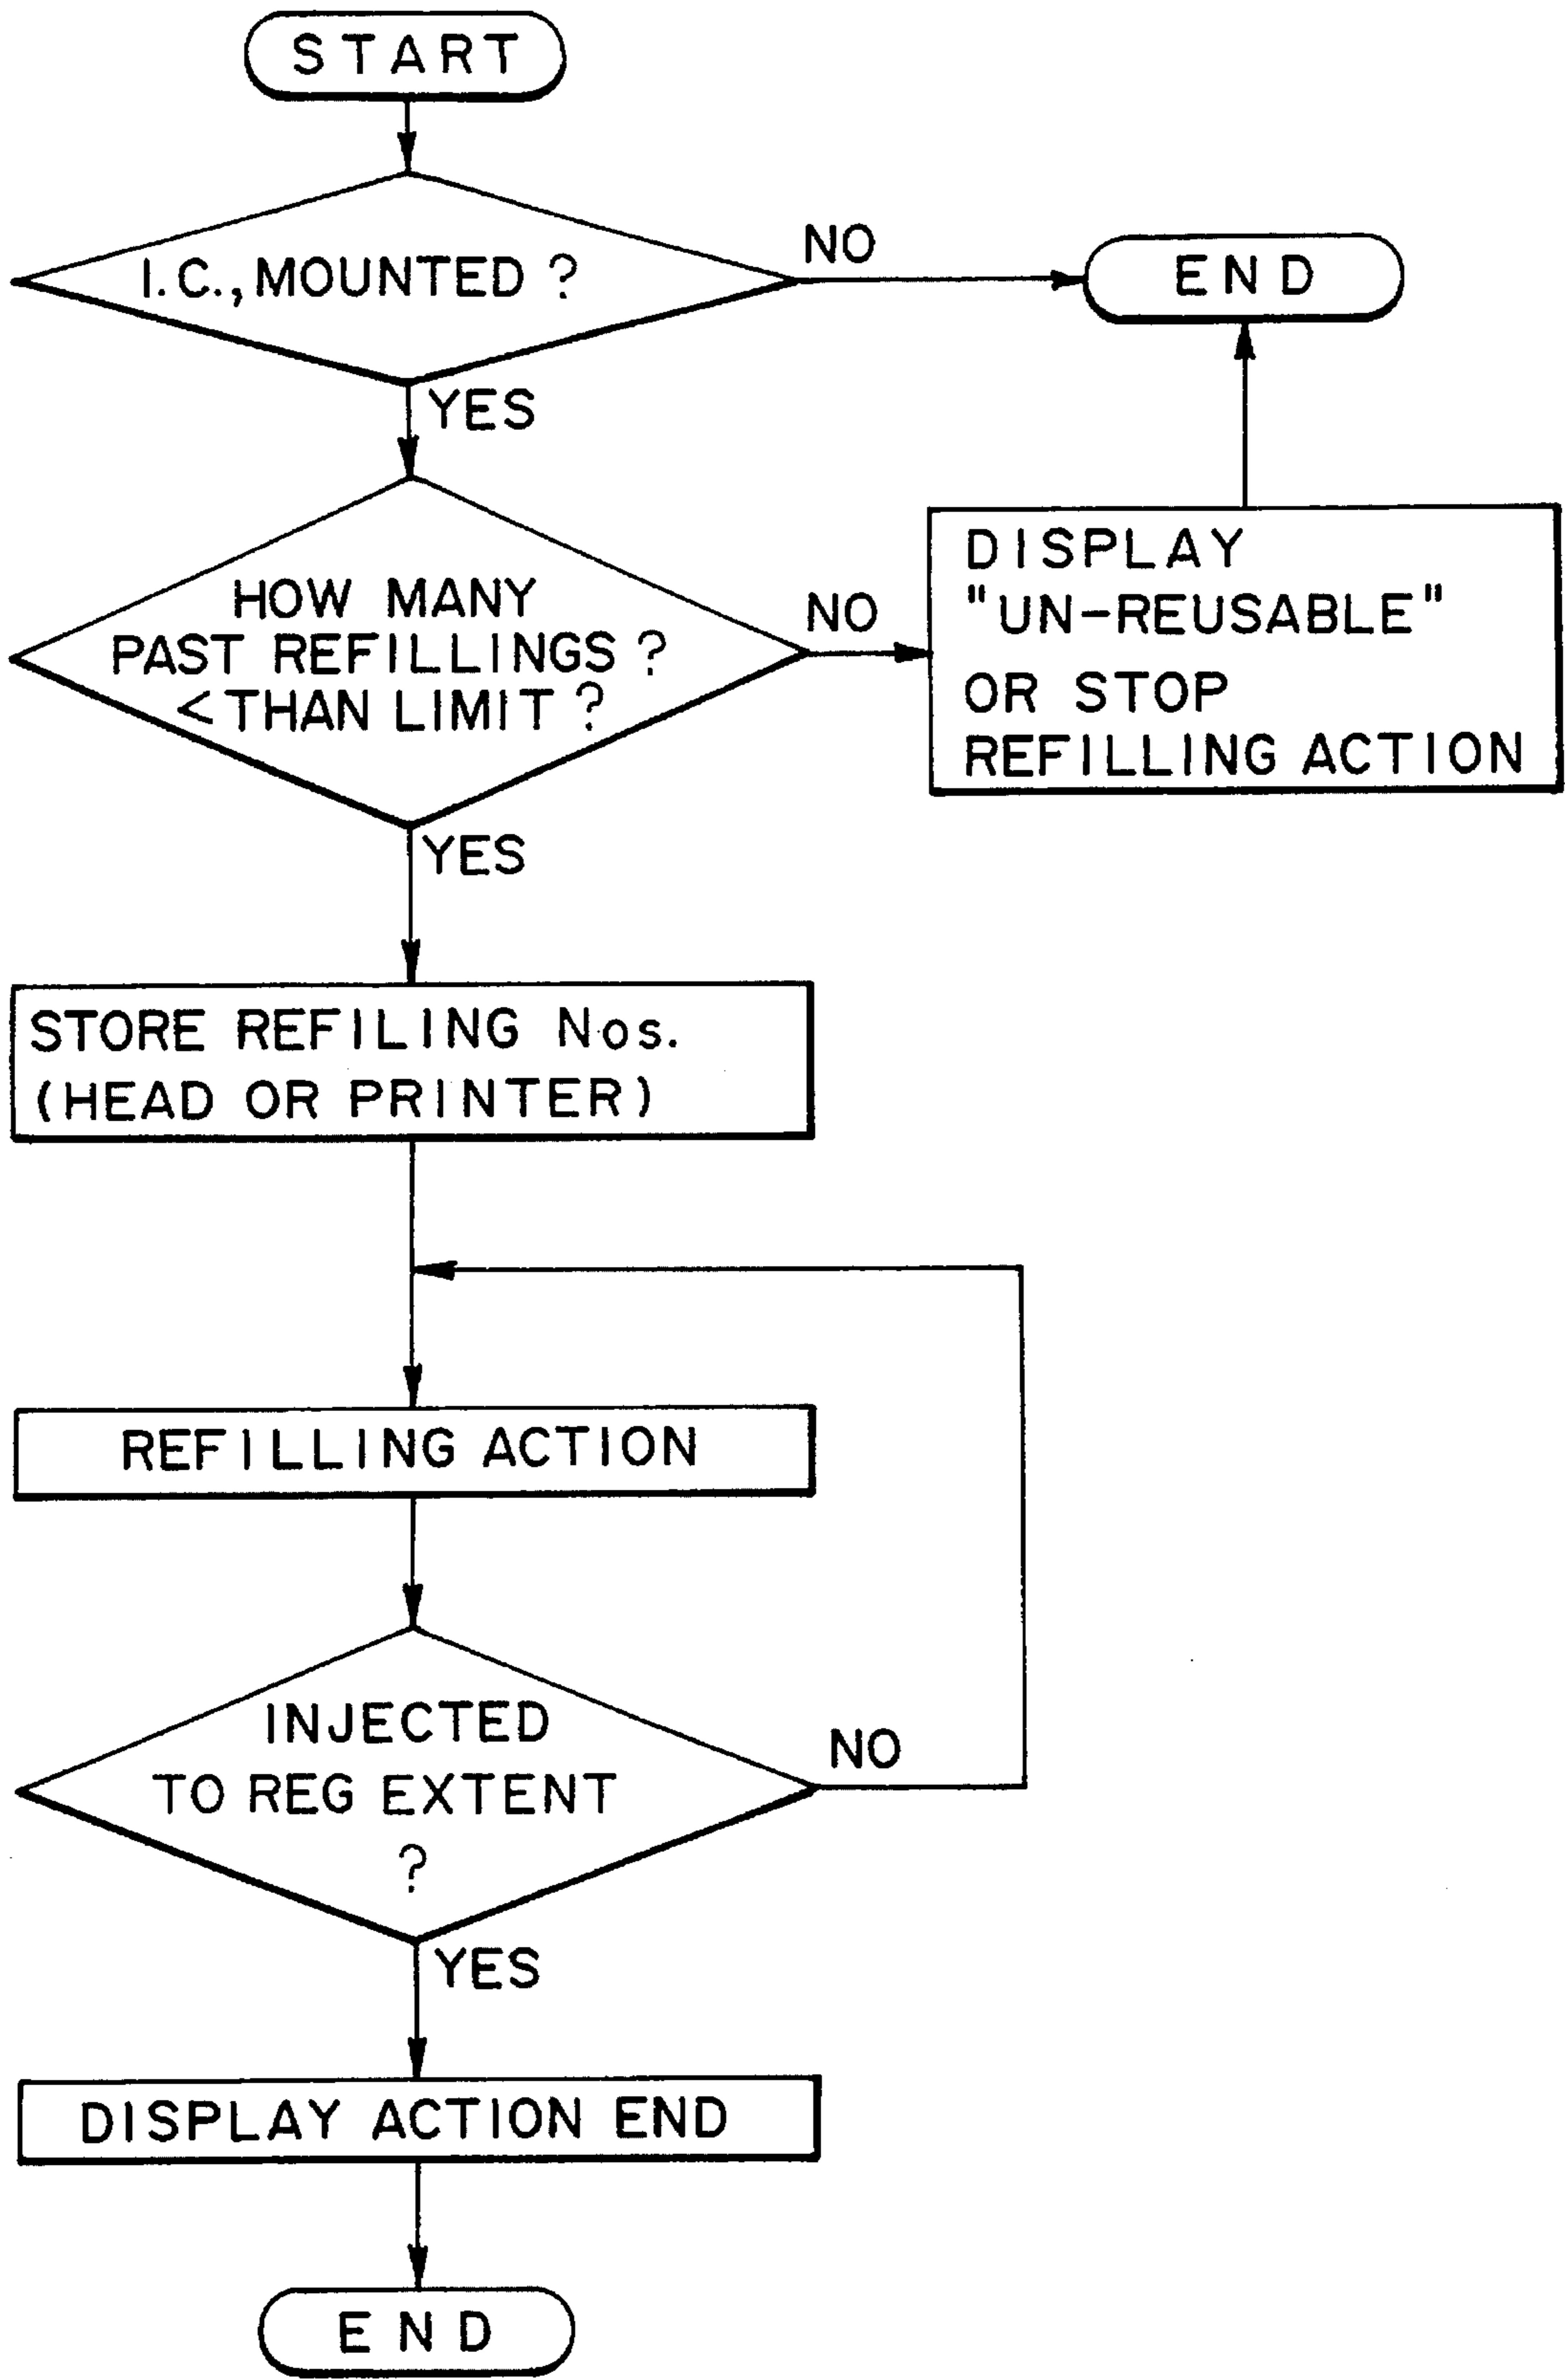 START
I.C., MOUNTED ?
NO
END
YES
HOW MANY
PAST REFILLINGS ?
< THAN LIMIT ?
NO
DISPLAY
"UN-REUSABLE"
OR STOP
REFILLING ACTION
YES
STORE REFILING Nos.
(HEAD OR PRINTER)
REFILLING ACTION
INJECTED
TO REG EXTENT
?
NO
YES
DISPLAY ACTION END
END